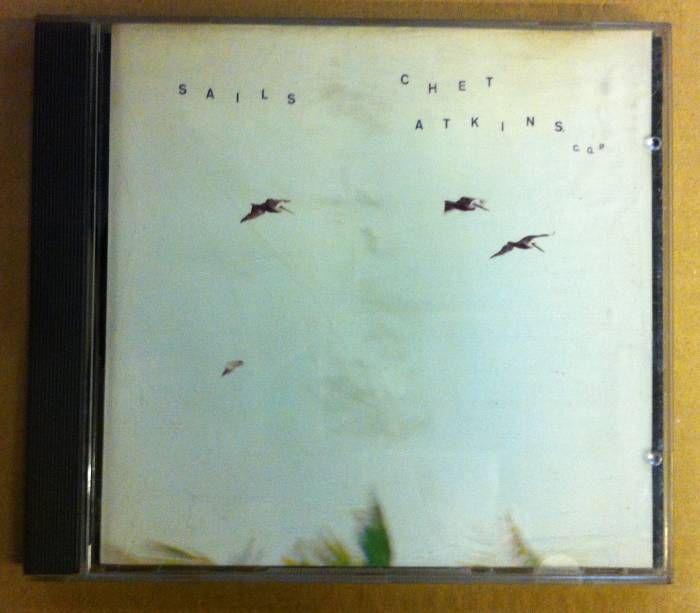 SAILS
CHET
ATKINS,
C.G.P.